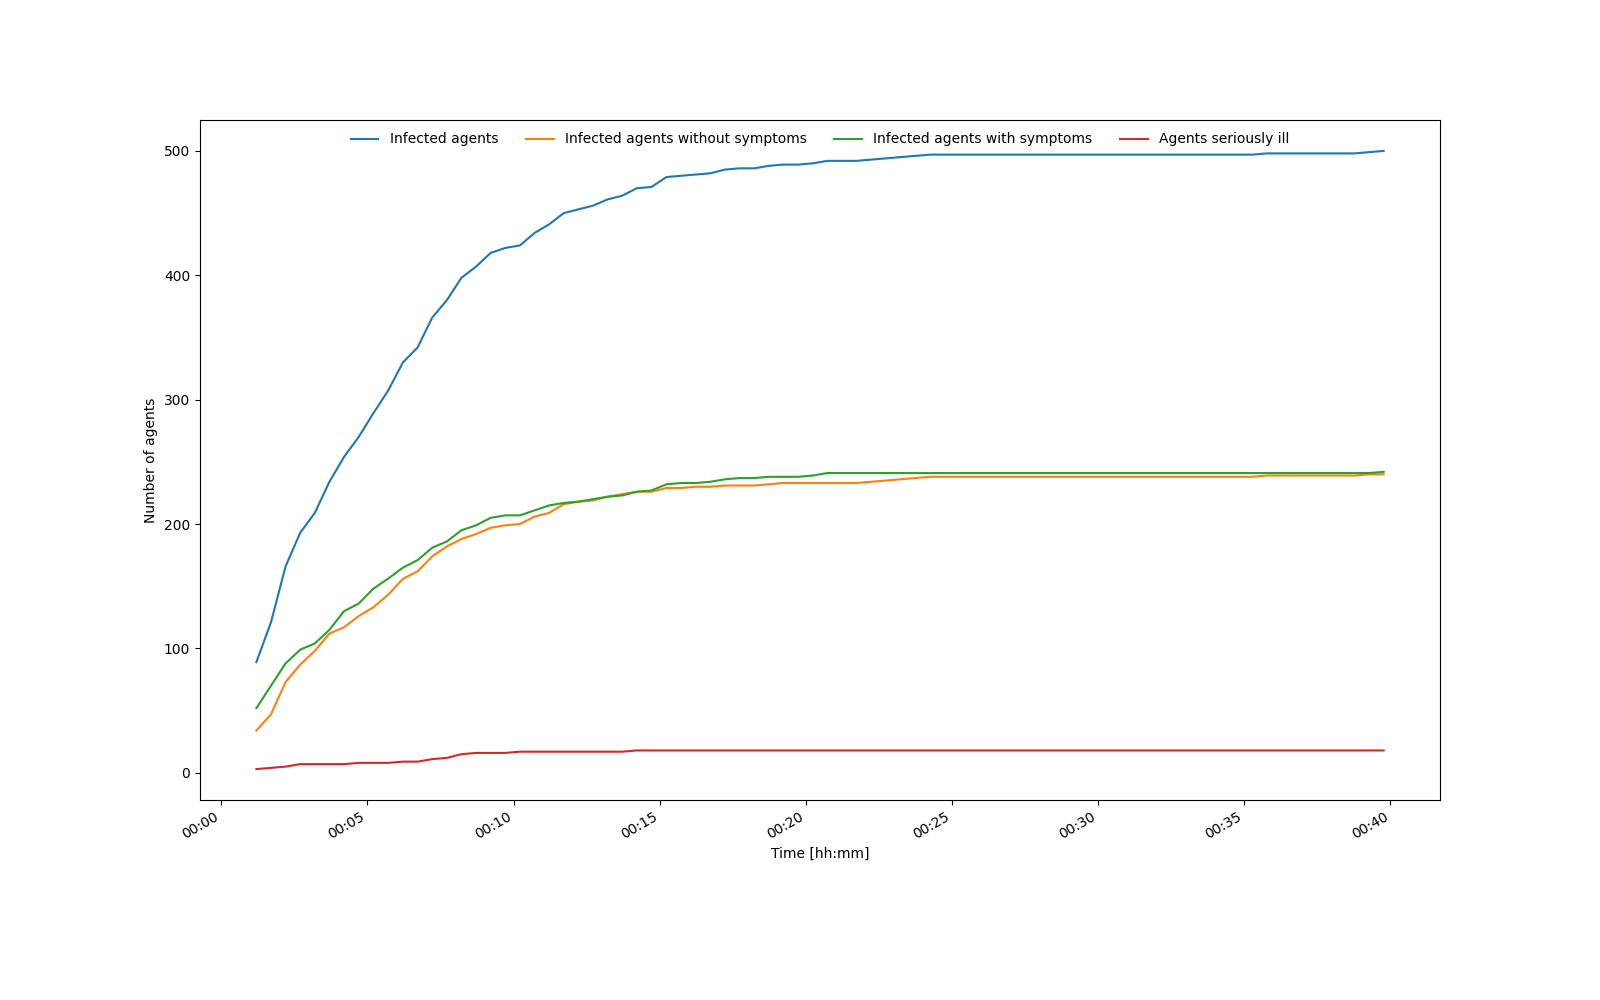 Infected agents Infected agents without symptoms Infected agents with symptoms Agents seriously ill
500
400
300
200
100
0
Number of agents
00:00 00:05 00:10 00:15 00:20 00:25 00:30 00:35 00:40
Time [hh:mm]